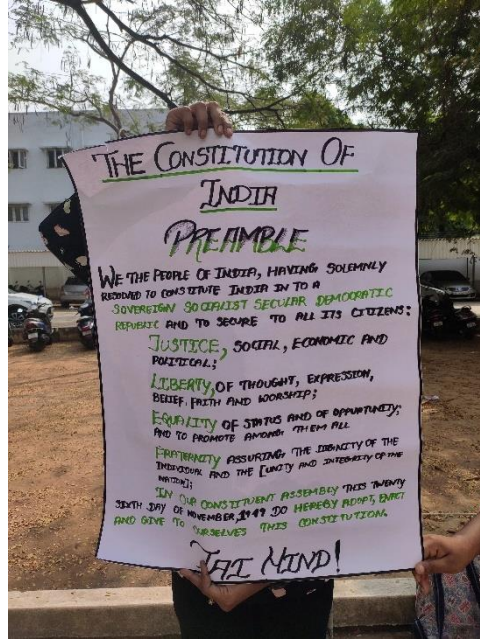 THE CONSTITUTION OF
INDIA
PREAMBLE
WE THE PEOPLE OF INDIA, HAVING SOLEMNLY
RESOLVED TO CONSTITUTE INDIA IN TO A
SOVEREIGN SOCIALIST SECULAR DEMOCRATIC
REPUBLIC AND TO SECURE TO ALL ITS CITIZENS;
JUSTICE, SOCIAL, ECONOMIC AND
POLITICAL;
LIBERTY, OF THOUGHT, EXPRESSION,
BELIEF, FAITH AND WORSHIP;
EQUALITY OF STATUS AND OF OPPURTUNITY;
AND TO PROMOTE AMONG THEM ALL
FRATERNITY ASSURING THE DIGINITY OF THE
INDIVIDUAL AND THE [UNITY AND INTEGRITY OF THE
NATION];
IN OUR CONSTITUENT ASSEMBLY THIS TWENTY
SIXTH DAY OF NOVEMBER, 1949 DO HEREBY ADOPT, ENACT
AND GIVE TO OURSELVES THIS CONSTITUTION.
JAI HIND!